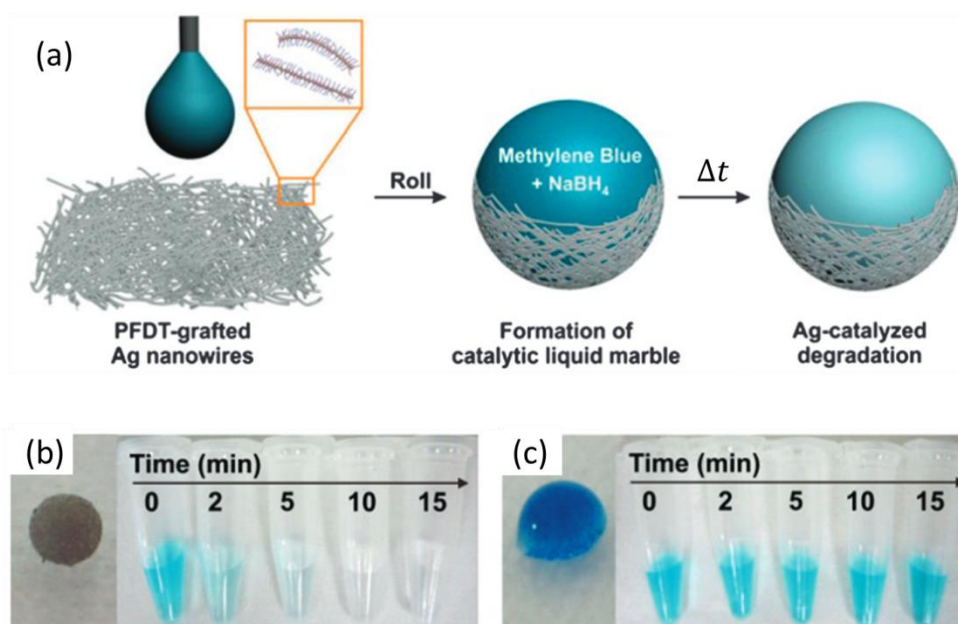 (a)
Roll
Methylene Blue
+ NaBH₄
Δt
PFDT-grafted
Ag nanowires
Formation of
catalytic liquid marble
Ag-catalyzed
degradation
(b)
Time (min)
0 2 5 10 15
(c)
Time (min)
0 2 5 10 15